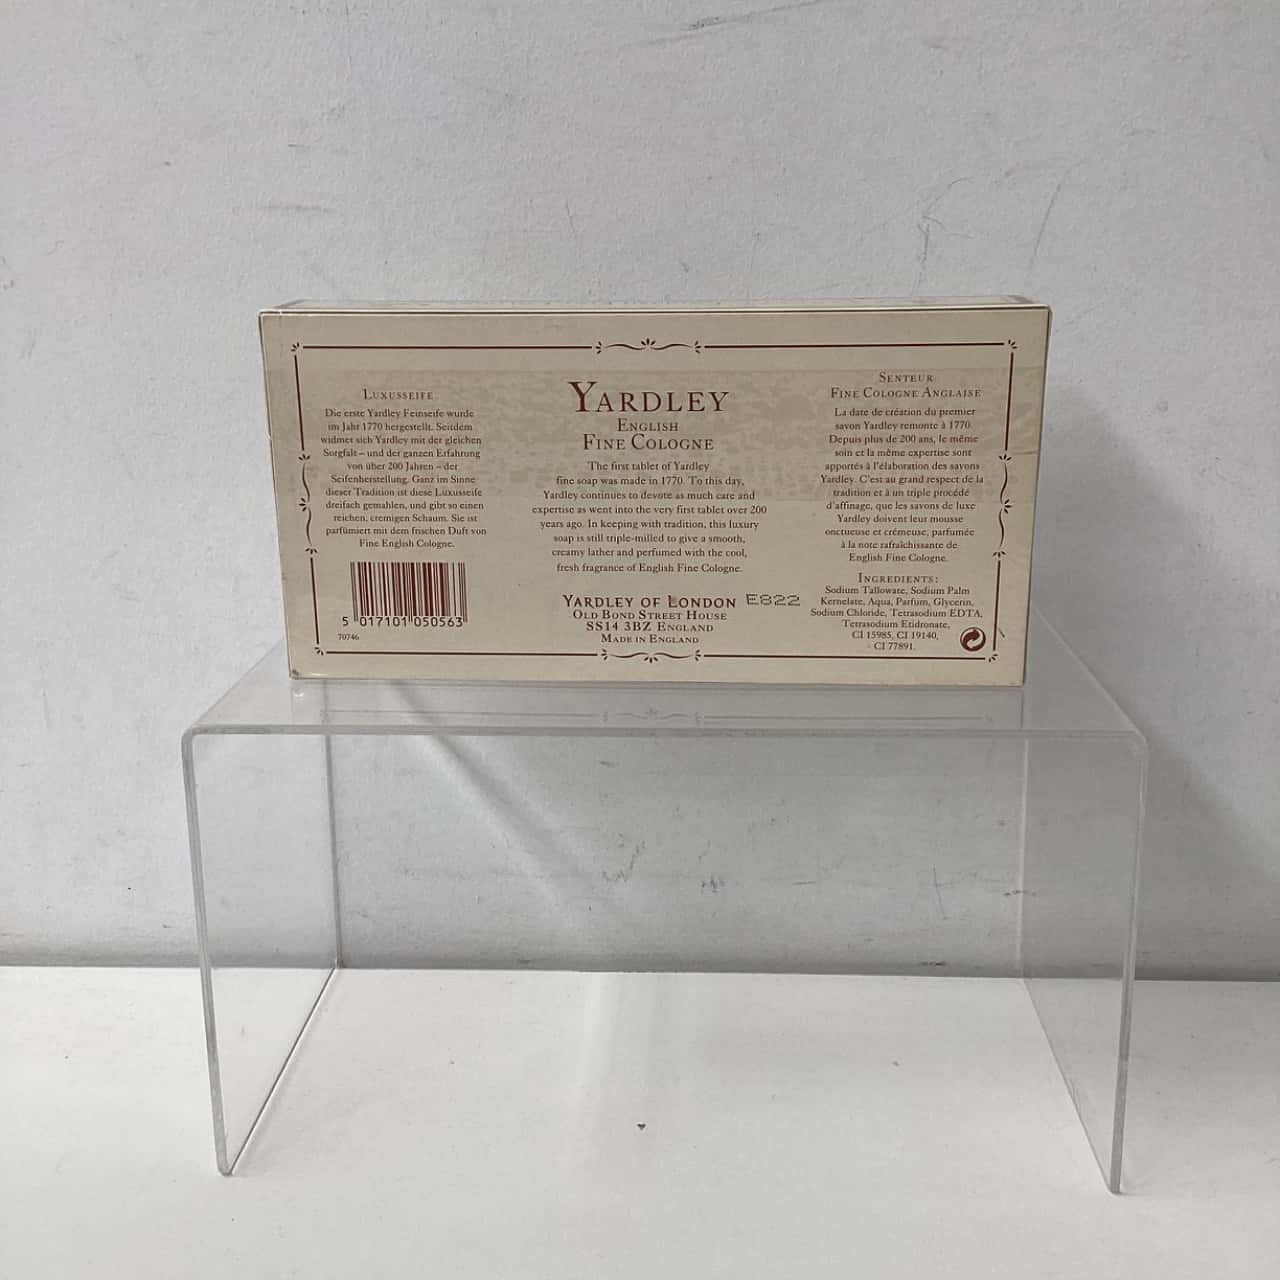 LUXUSSEIFE
Die erste Yardley Feinseife wurde
im Jahr 1770 hergestellt. Seitdem
widmet sich Yardley mit der gleichen
Sorgfalt – und der ganzen Erfahrung
von über 200 Jahren – der
Seifenherstellung. Ganz im Sinne
dieser Tradition ist diese Luxusseife
dreifach gemahlen, und gibt so einen
reichen, cremigen Schaum. Sie ist
parfümiert mit dem frischen Duft von
Fine English Cologne.
5 017101 050563
70746
YARDLEY
ENGLISH
FINE COLOGNE
The first tablet of Yardley
fine soap was made in 1770. To this day,
Yardley continues to devote as much care and
expertise as went into the very first tablet over 200
years ago. In keeping with tradition, this luxury
soap is still triple-milled to give a smooth,
creamy lather and perfumed with the cool,
fresh fragrance of English Fine Cologne.
YARDLEY OF LONDON E822
OLD BOND STREET HOUSE
SS14 3BZ ENGLAND
MADE IN ENGLAND
SENTEUR
FINE COLOGNE ANGLAISE
La date de création du premier
savon Yardley remonte à 1770.
Depuis plus de 200 ans, le même
soin et la même expertise sont
apportés à l'élaboration des savons
Yardley. C'est au grand respect de la
tradition et à un triple procédé
d'affinage, que les savons de luxe
Yardley doivent leur mousse
onctueuse et crémeuse, parfumée
à la note rafraîchissante de
English Fine Cologne.
INGREDIENTS:
Sodium Tallowate, Sodium Palm
Kernelate, Aqua, Parfum, Glycerin,
Sodium Chloride, Tetrasodium EDTA,
Tetrasodium Etidronate,
CI 15985, CI 19140,
CI 77891.